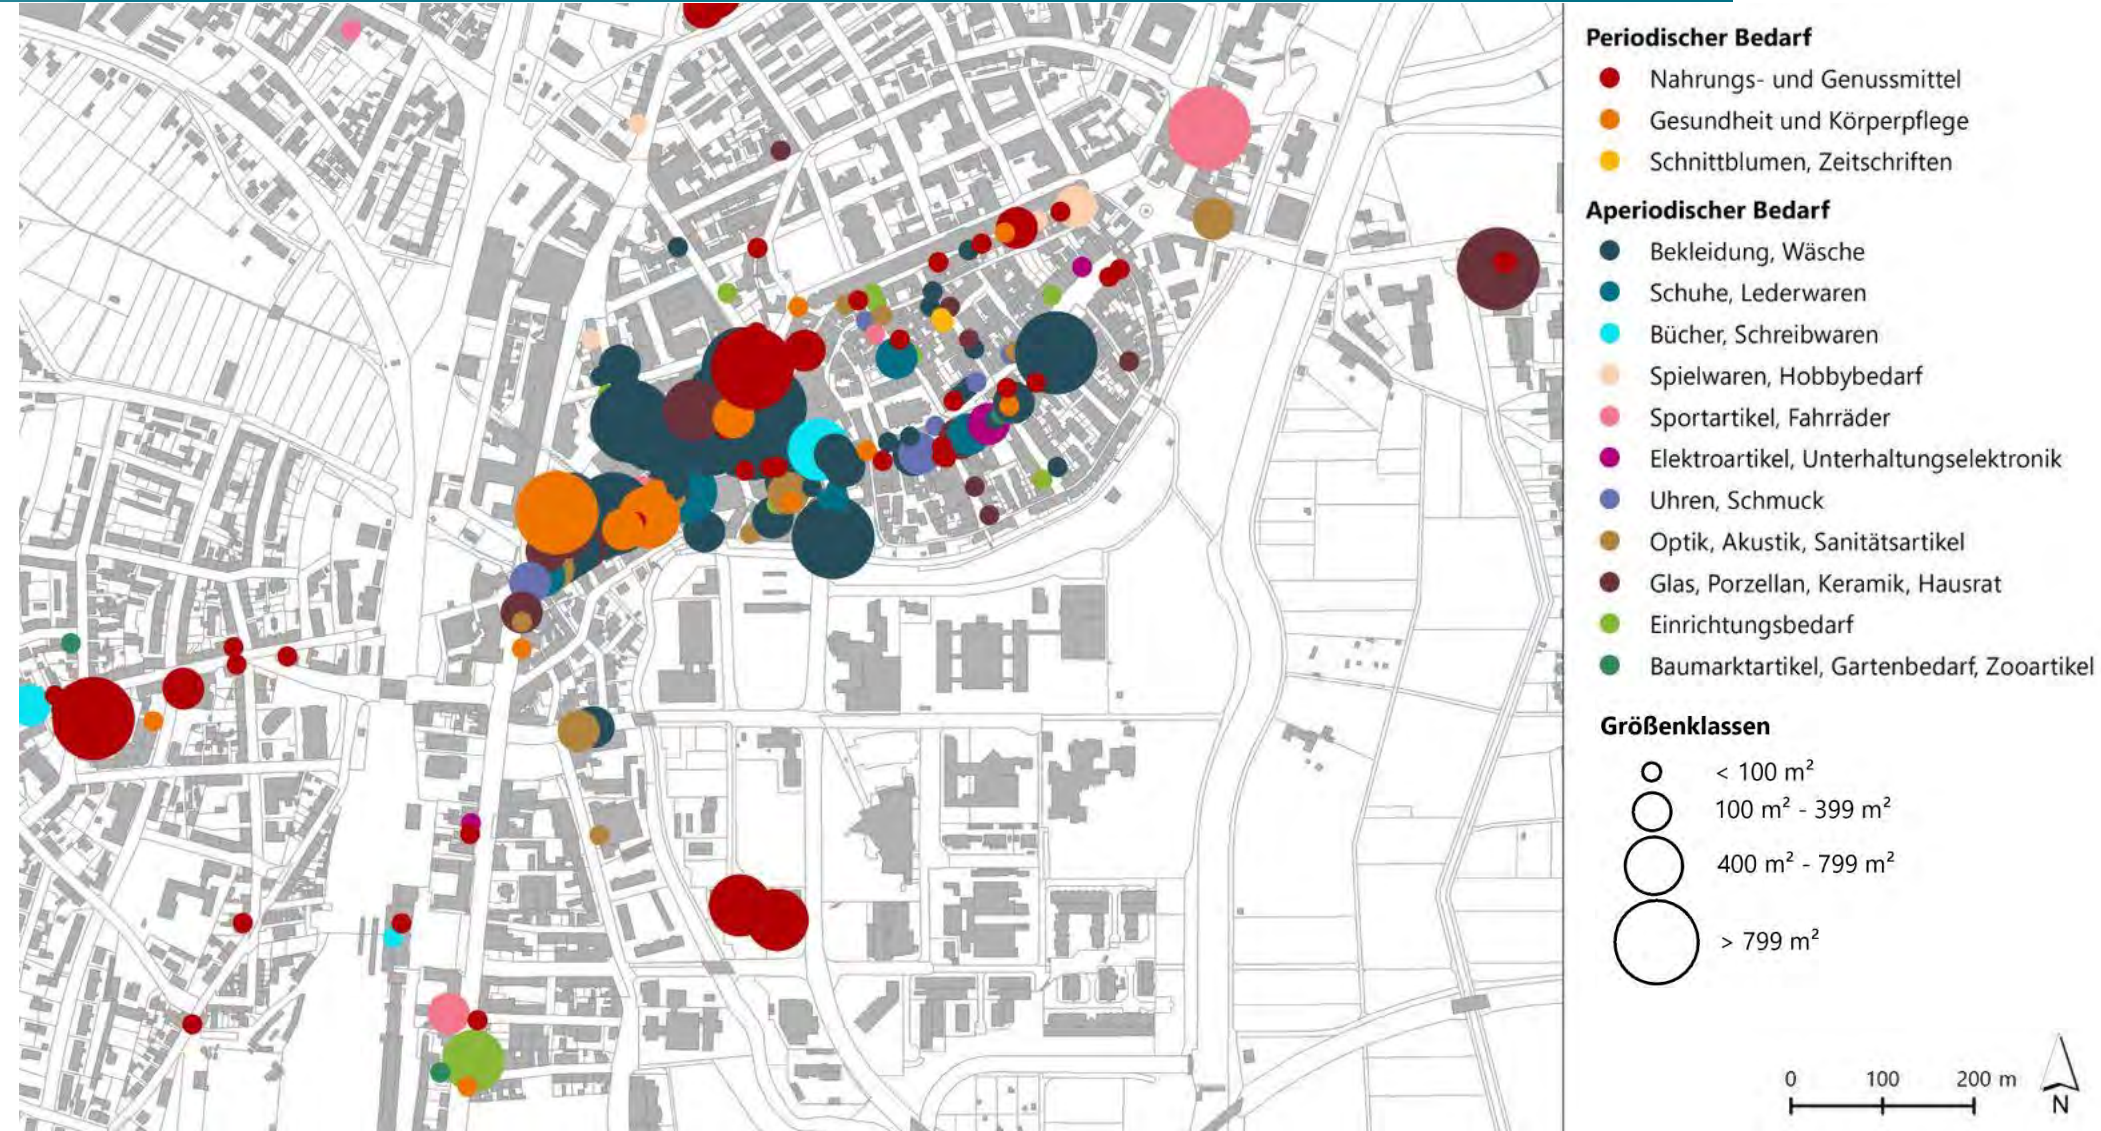 Periodischer Bedarf
Nahrungs- und Genussmittel
Gesundheit und Körperpflege
Schnittblumen, Zeitschriften
Aperiodischer Bedarf
Bekleidung, Wäsche
Schuhe, Lederwaren
Bücher, Schreibwaren
Spielwaren, Hobbybedarf
Sportartikel, Fahrräder
Elektroartikel, Unterhaltungselektronik
Uhren, Schmuck
Optik, Akustik, Sanitätsartikel
Glas, Porzellan, Keramik, Hausrat
Einrichtungsbedarf
Baumarktartikel, Gartenbedarf, Zooartikel
Größenklassen
< 100 m²
100 m² - 399 m²
400 m² - 799 m²
> 799 m²
0 100 200 m
N